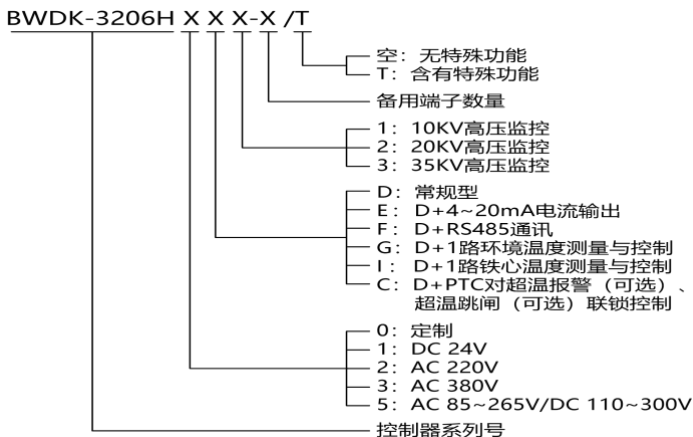 BWDK-3206H X X X-X /T
空：无特殊功能
T：含有特殊功能
备用端子数量
1：10KV高压监控
2：20KV高压监控
3：35KV高压监控
D：常规型
E：D+4~20mA电流输出
F：D+RS485通讯
G：D+1路环境温度测量与控制
I：D+1路铁心温度测量与控制
C：D+PTC对超温报警（可选）、
超温跳闸（可选）联锁控制
0：定制
1：DC 24V
2：AC 220V
3：AC 380V
5：AC 85~265V/DC 110~300V
控制器系列号